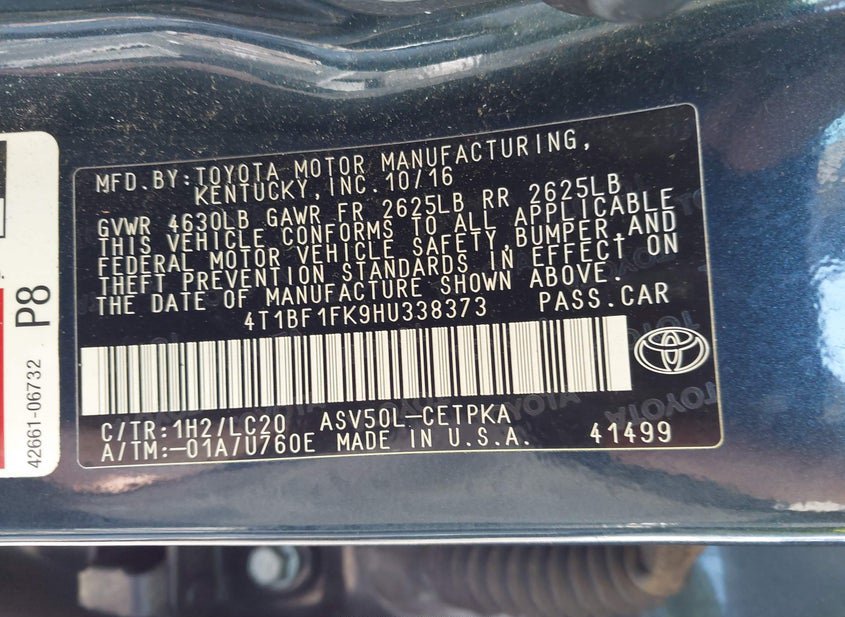 MFD.BY:TOYOTA MOTOR MANUFACTURING,
KENTUCKY,INC.10/16
GVWR 4630LB GAWR FR 2625LB RR 2625LB
THIS VEHICLE CONFORMS TO ALL APPLICABLE
FEDERAL MOTOR VEHICLE SAFETY,BUMPER,AND
THEFT PREVENTION STANDARDS IN EFFECT ON
THE DATE OF MANUFACTURE SHOWN ABOVE.
4T1BF1FK9HU338373 PASS.CAR
C/TR:1H2/LC20 ASV50L-CETPKA
A/TM:-01A/U760E MADE IN U.S.A. 41499
P8
42661-06732